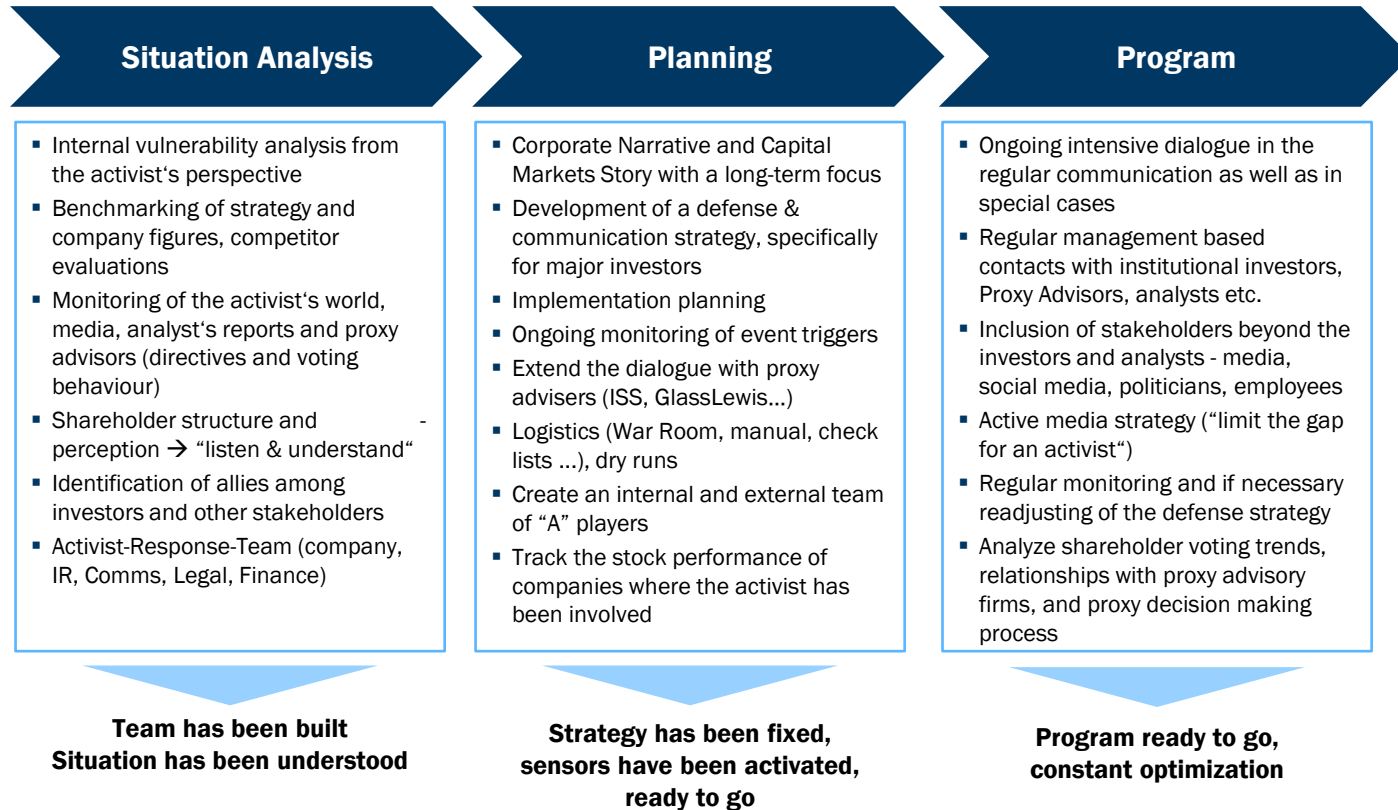 Situation Analysis
Planning
Program
▪ Internal vulnerability analysis from
the activist‘s perspective
▪ Benchmarking of strategy and
company figures, competitor
evaluations
▪ Monitoring of the activist‘s world,
media, analyst‘s reports and proxy
advisors (directives and voting
behaviour)
▪ Shareholder structure and -
perception → “listen & understand“
▪ Identification of allies among
investors and other stakeholders
▪ Activist-Response-Team (company,
IR, Comms, Legal, Finance)
▪ Corporate Narrative and Capital
Markets Story with a long-term focus
▪ Development of a defense &
communication strategy, specifically
for major investors
▪ Implementation planning
▪ Ongoing monitoring of event triggers
▪ Extend the dialogue with proxy
advisers (ISS, GlassLewis...)
▪ Logistics (War Room, manual, check
lists ...), dry runs
▪ Create an internal and external team
of “A” players
▪ Track the stock performance of
companies where the activist has
been involved
▪ Ongoing intensive dialogue in the
regular communication as well as in
special cases
▪ Regular management based
contacts with institutional investors,
Proxy Advisors, analysts etc.
▪ Inclusion of stakeholders beyond the
investors and analysts - media,
social media, politicians, employees
▪ Active media strategy (“limit the gap
for an activist“)
▪ Regular monitoring and if necessary
readjusting of the defense strategy
▪ Analyze shareholder voting trends,
relationships with proxy advisory
firms, and proxy decision making
process
Team has been built
Situation has been understood
Strategy has been fixed,
sensors have been activated,
ready to go
Program ready to go,
constant optimization